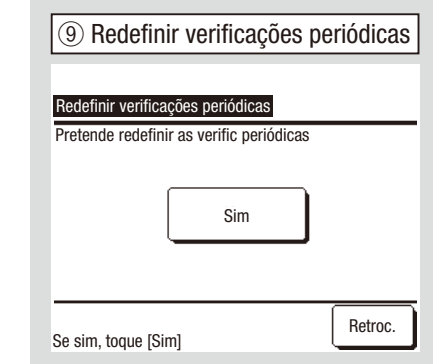 ⑨ Redefinir verificações periódicas
Redefinir verificações periódicas
Pretende redefinir as verific periódicas
Sim
Retroc.
Se sim, toque [Sim]